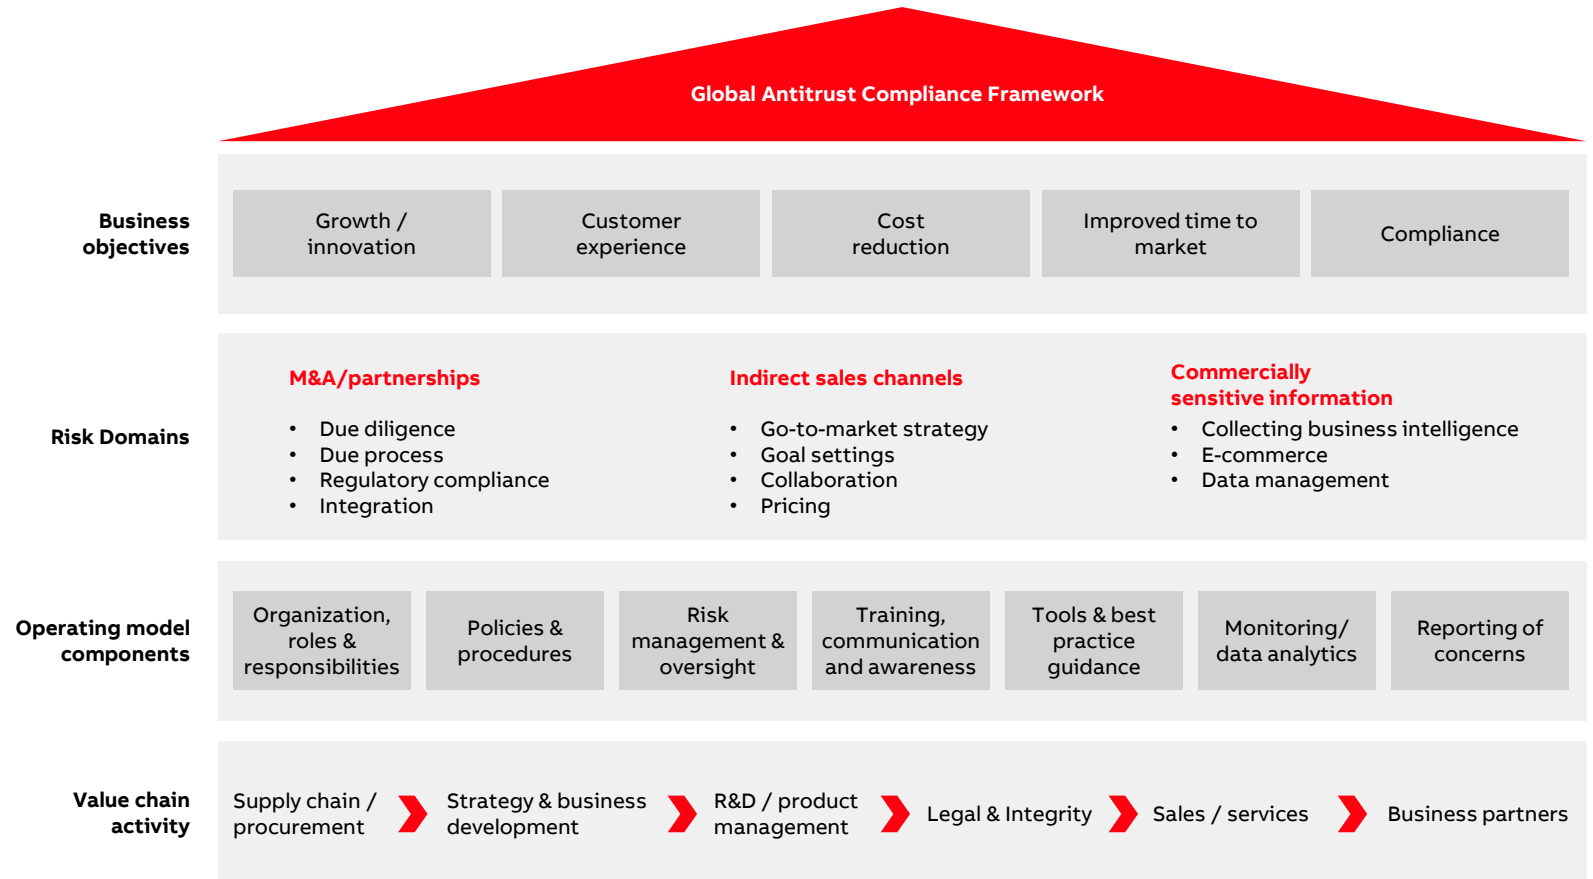 Global Antitrust Compliance Framework
Business
objectives
Growth /
innovation
Customer
experience
Cost
reduction
Improved time to
market
Compliance
Risk Domains
M&A/partnerships
• Due diligence
• Due process
• Regulatory compliance
• Integration
Indirect sales channels
• Go-to-market strategy
• Goal settings
• Collaboration
• Pricing
Commercially
sensitive information
• Collecting business intelligence
• E-commerce
• Data management
Operating model
components
Organization,
roles &
responsibilities
Policies &
procedures
Risk
management &
oversight
Training,
communication
and awareness
Tools & best
practice
guidance
Monitoring/
data analytics
Reporting of
concerns
Value chain
activity
Supply chain /
procurement
Strategy & business
development
R&D / product
management
Legal & Integrity
Sales / services
Business partners